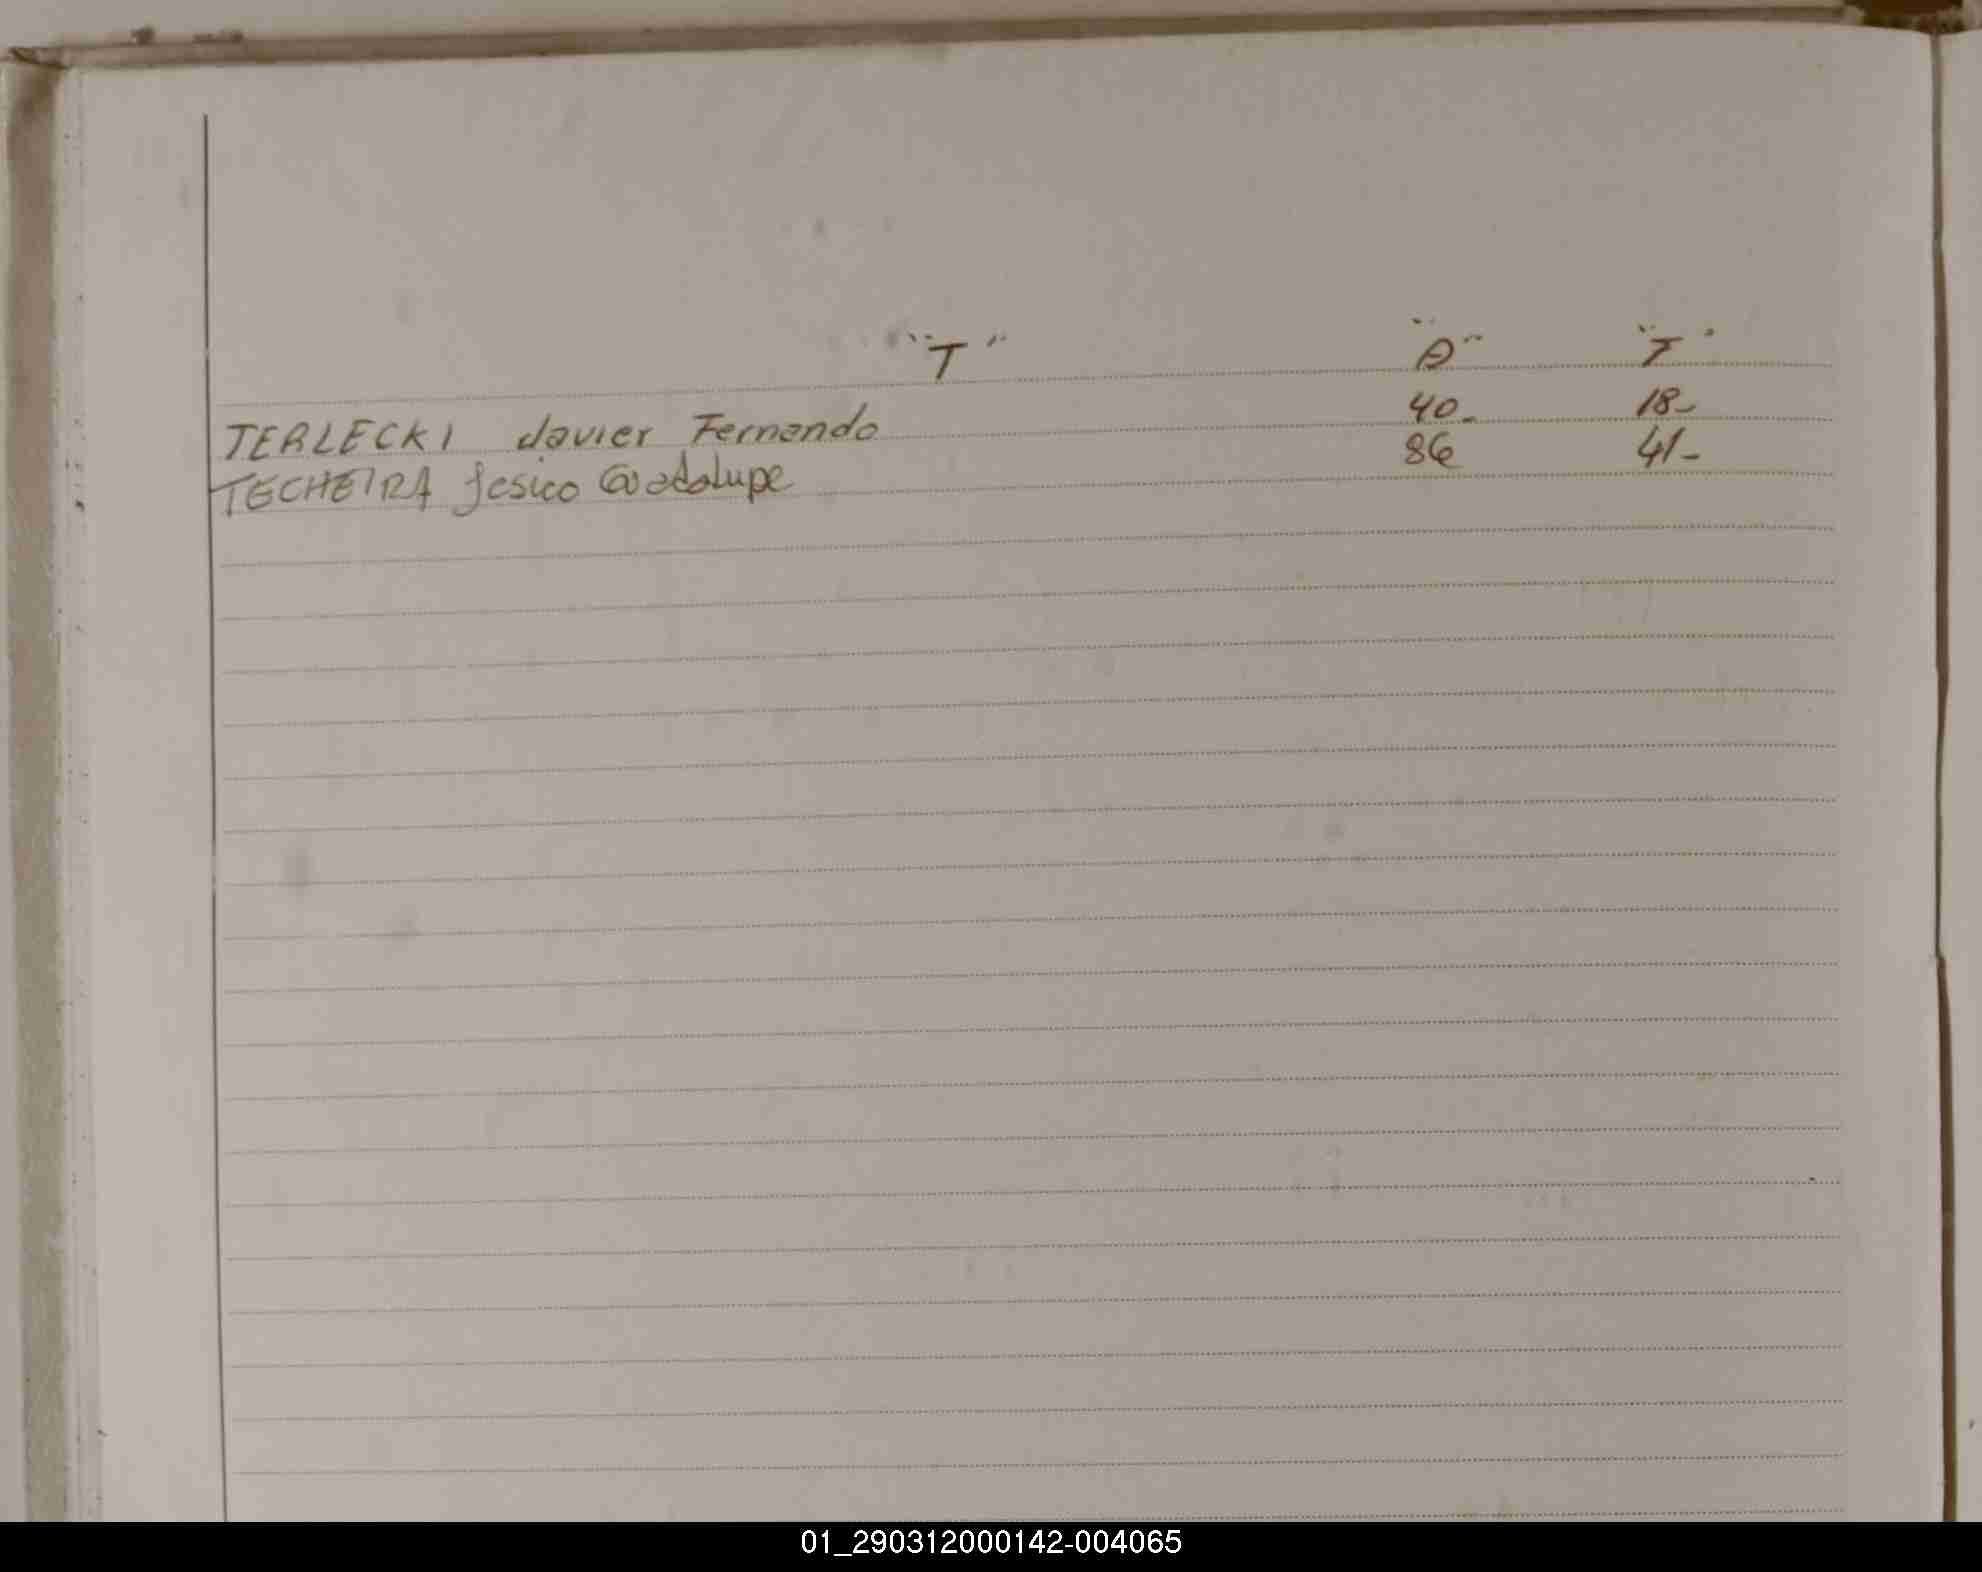 "T" "A" "F"
TERLECKI Javier Fernando 40- 18-
TECHEIRA Jesica Guadalupe 86 41-
01_290312000142-004065